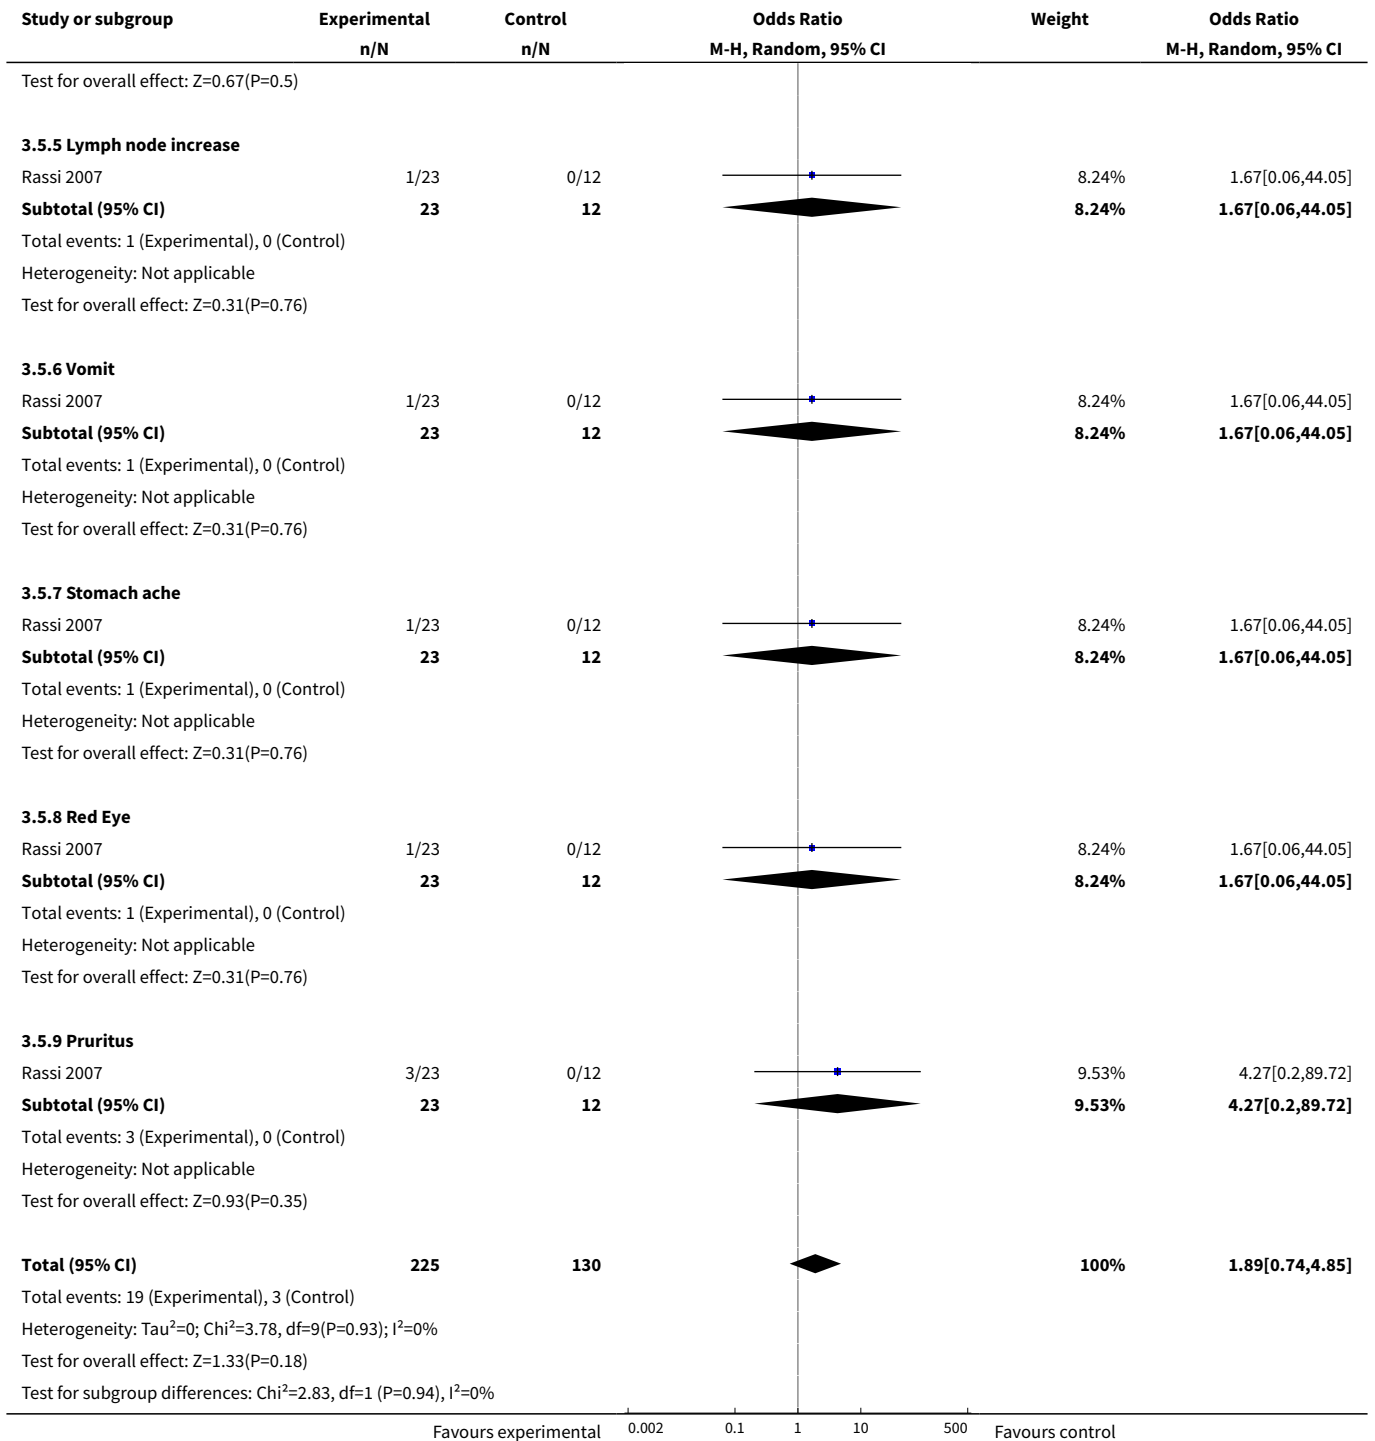 Study or subgroup Experimental Control Odds Ratio Weight Odds Ratio
n/N n/N M-H, Random, 95% CI M-H, Random, 95% CI
Test for overall effect: Z=0.67(P=0.5)
3.5.5 Lymph node increase
Rassi 2007 1/23 0/12 8.24% 1.67[0.06,44.05]
Subtotal (95% CI) 23 12 8.24% 1.67[0.06,44.05]
Total events: 1 (Experimental), 0 (Control)
Heterogeneity: Not applicable
Test for overall effect: Z=0.31(P=0.76)
3.5.6 Vomit
Rassi 2007 1/23 0/12 8.24% 1.67[0.06,44.05]
Subtotal (95% CI) 23 12 8.24% 1.67[0.06,44.05]
Total events: 1 (Experimental), 0 (Control)
Heterogeneity: Not applicable
Test for overall effect: Z=0.31(P=0.76)
3.5.7 Stomach ache
Rassi 2007 1/23 0/12 8.24% 1.67[0.06,44.05]
Subtotal (95% CI) 23 12 8.24% 1.67[0.06,44.05]
Total events: 1 (Experimental), 0 (Control)
Heterogeneity: Not applicable
Test for overall effect: Z=0.31(P=0.76)
3.5.8 Red Eye
Rassi 2007 1/23 0/12 8.24% 1.67[0.06,44.05]
Subtotal (95% CI) 23 12 8.24% 1.67[0.06,44.05]
Total events: 1 (Experimental), 0 (Control)
Heterogeneity: Not applicable
Test for overall effect: Z=0.31(P=0.76)
3.5.9 Pruritus
Rassi 2007 3/23 0/12 9.53% 4.27[0.2,89.72]
Subtotal (95% CI) 23 12 9.53% 4.27[0.2,89.72]
Total events: 3 (Experimental), 0 (Control)
Heterogeneity: Not applicable
Test for overall effect: Z=0.93(P=0.35)
Total (95% CI) 225 130 100% 1.89[0.74,4.85]
Total events: 19 (Experimental), 3 (Control)
Heterogeneity: Tau²=0; Chi²=3.78, df=9(P=0.93); I²=0%
Test for overall effect: Z=1.33(P=0.18)
Test for subgroup differences: Chi²=2.83, df=1 (P=0.94), I²=0%
Favours experimental 0.002 0.1 1 10 500 Favours control